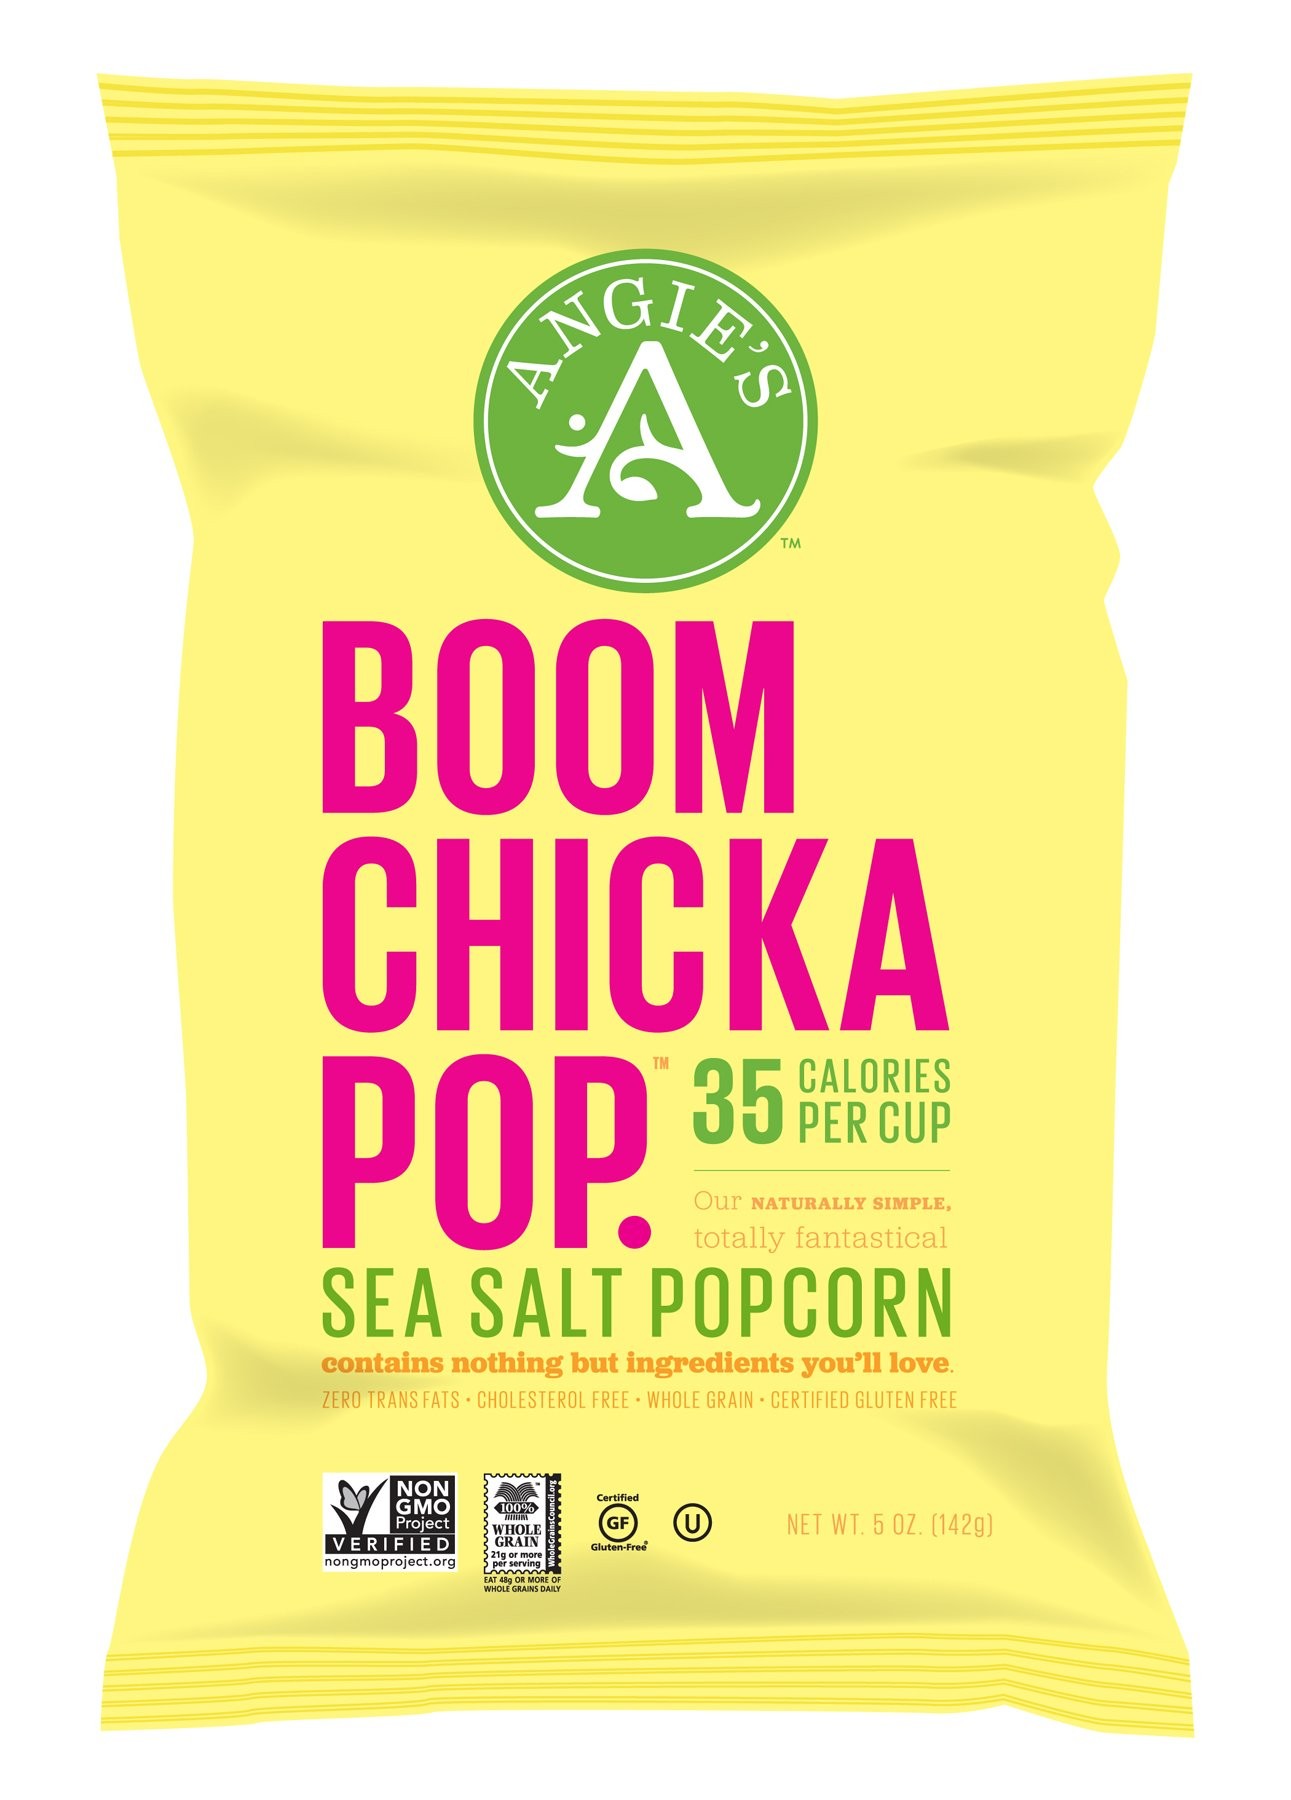 ANGIE'S
A
TM
BOOM
CHICKA
POP.™
35 CALORIES
PER CUP
Our NATURALLY SIMPLE,
totally fantastical
SEA SALT POPCORN
contains nothing but ingredients you'll love.
ZERO TRANS FATS • CHOLESTEROL FREE • WHOLE GRAIN • CERTIFIED GLUTEN FREE
NON
GMO
Project
VERIFIED
nongmoproject.org
100%
WHOLE
GRAIN
21g or more
per serving
WholeGrainsCouncil.org
EAT 48g OR MORE OF
WHOLE GRAINS DAILY
Certified
GF
Gluten-Free®
U
NET WT. 5 OZ. (142g)